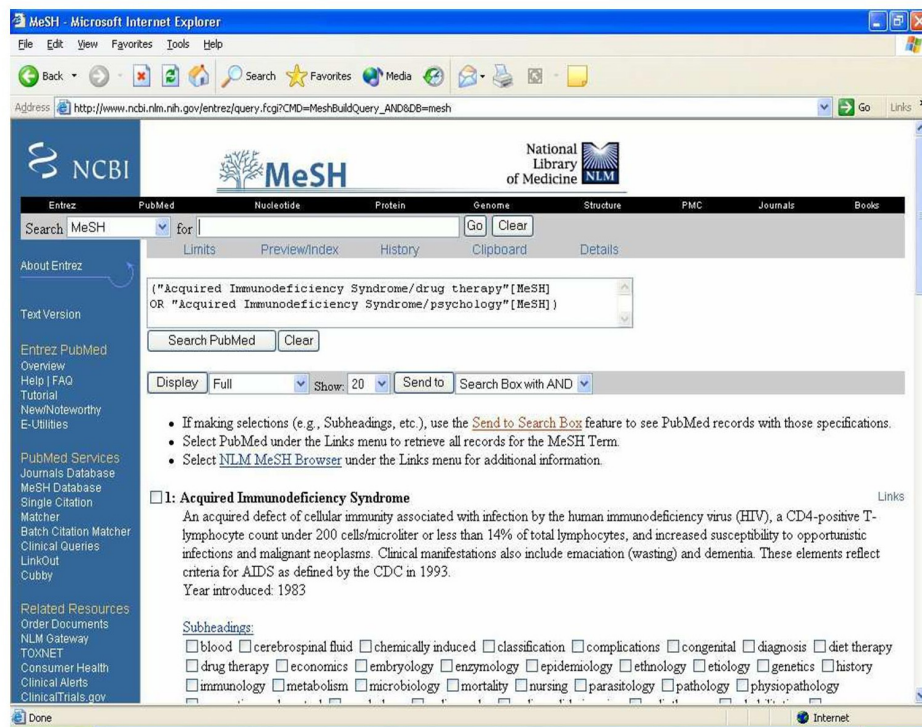 MeSH - Microsoft Internet Explorer
File Edit View Favorites Tools Help
Back Search Favorites Media
Address http://www.ncbi.nlm.nih.gov/entrez/query.fcgi?CMD=MeshBuildQuery_AND&DB=mesh Go Links
NCBI
MeSH
National
Library
of Medicine NLM
Entrez PubMed Nucleotide Protein Genome Structure PMC Journals Books
Search MeSH for Go Clear
Limits Preview/Index History Clipboard Details
About Entrez
Text Version
Entrez PubMed
Overview
Help | FAQ
Tutorial
New/Noteworthy
E-Utilities
PubMed Services
Journals Database
MeSH Database
Single Citation
Matcher
Batch Citation Matcher
Clinical Queries
LinkOut
Cubby
Related Resources
Order Documents
NLM Gateway
TOXNET
Consumer Health
Clinical Alerts
ClinicalTrials.gov
("Acquired Immunodeficiency Syndrome/drug therapy"[MeSH]
OR "Acquired Immunodeficiency Syndrome/psychology"[MeSH])
Search PubMed Clear
Display Full Show: 20 Send to Search Box with AND
• If making selections (e.g., Subheadings, etc.), use the Send to Search Box feature to see PubMed records with those specifications.
• Select PubMed under the Links menu to retrieve all records for the MeSH Term.
• Select NLM MeSH Browser under the Links menu for additional information.
1: Acquired Immunodeficiency Syndrome Links
An acquired defect of cellular immunity associated with infection by the human immunodeficiency virus (HIV), a CD4-positive T-
lymphocyte count under 200 cells/microliter or less than 14% of total lymphocytes, and increased susceptibility to opportunistic
infections and malignant neoplasms. Clinical manifestations also include emaciation (wasting) and dementia. These elements reflect
criteria for AIDS as defined by the CDC in 1993.
Year introduced: 1983
Subheadings:
blood cerebrospinal fluid chemically induced classification complications congenital diagnosis diet therapy
drug therapy economics embryology enzymology epidemiology ethnology etiology genetics history
immunology metabolism microbiology mortality nursing parasitology pathology physiopathology
Done Internet